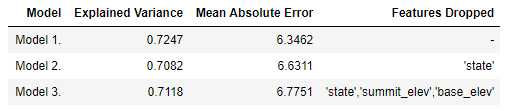 Model Explained Variance Mean Absolute Error Features Dropped
Model 1. 0.7247 6.3462 -
Model 2. 0.7082 6.6311 'state'
Model 3. 0.7118 6.7751 'state','summit_elev','base_elev'